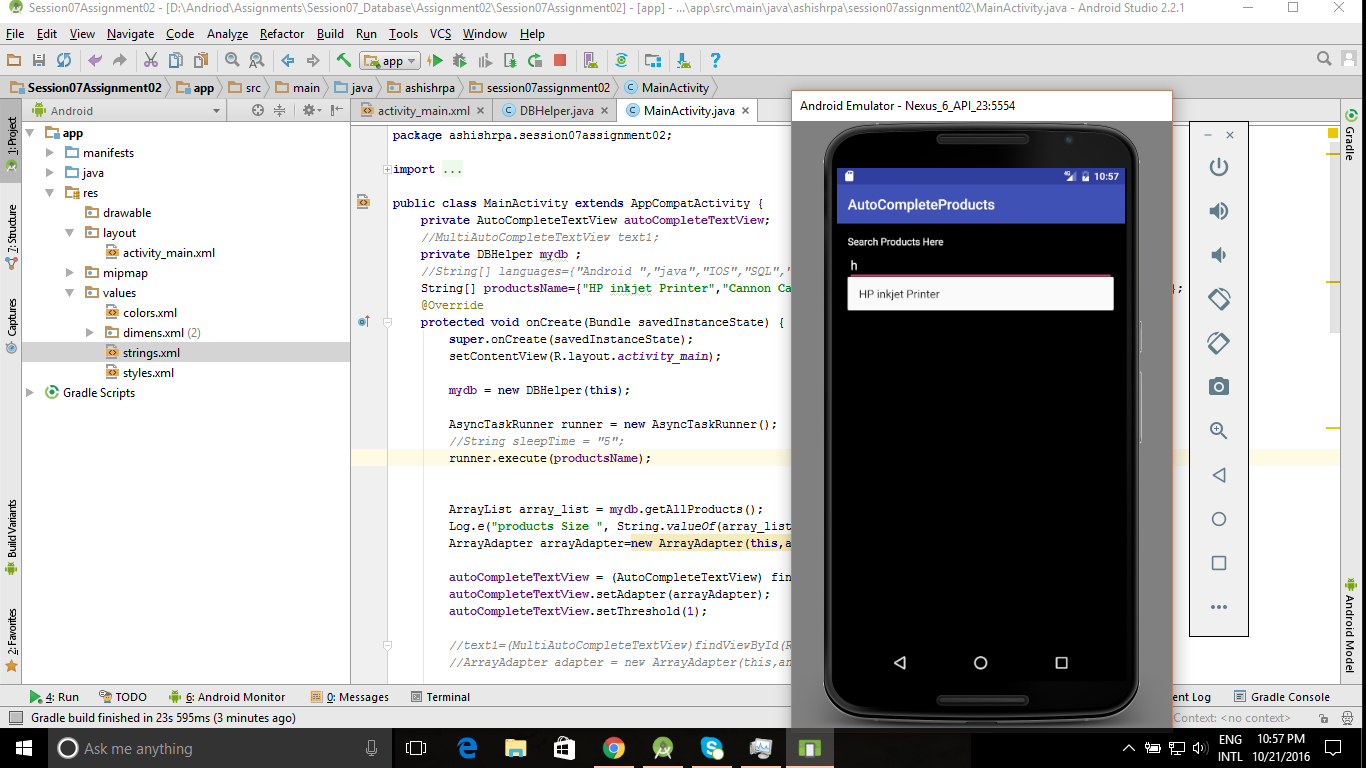 Session07Assignment02 - [D:\Andriod\Assignments\Session07_Database\Assignment02\Session07Assignment02] - [app] - ...\app\src\main\java\ashishrpa\session07assignment02\MainActivity.java - Android Studio 2.2.1
File Edit View Navigate Code Analyze Refactor Build Run Tools VCS Window Help
app
Session07Assignment02 app src main java ashishrpa session07assignment02 MainActivity
Android
activity_main.xml DBHelper.java MainActivity.java
1: Project
7: Structure
Captures
Build Variants
2: Favorites
app
manifests
java
res
drawable
layout
activity_main.xml
mipmap
values
colors.xml
dimens.xml (2)
strings.xml
styles.xml
Gradle Scripts
package ashishrpa.session07assignment02;
import ...
public class MainActivity extends AppCompatActivity {
private AutoCompleteTextView autoCompleteTextView;
//MultiAutoCompleteTextView text1;
private DBHelper mydb ;
//String[] languages={"Android ","java","IOS","SQL","
String[] productsName={"HP inkjet Printer","Cannon Ca
};
@Override
protected void onCreate(Bundle savedInstanceState) {
super.onCreate(savedInstanceState);
setContentView(R.layout.activity_main);
mydb = new DBHelper(this);
AsyncTaskRunner runner = new AsyncTaskRunner();
//String sleepTime = "5";
runner.execute(productsName);
ArrayList array_list = mydb.getAllProducts();
Log.e("products Size ", String.valueOf(array_list
ArrayAdapter arrayAdapter=new ArrayAdapter(this,a
autoCompleteTextView = (AutoCompleteTextView) fin
autoCompleteTextView.setAdapter(arrayAdapter);
autoCompleteTextView.setThreshold(1);
//text1=(MultiAutoCompleteTextView)findViewById(R
//ArrayAdapter adapter = new ArrayAdapter(this,an
Android Emulator - Nexus_6_API_23:5554
10:57
AutoCompleteProducts
Search Products Here
h
HP inkjet Printer
Gradle
Android Model
4: Run TODO 6: Android Monitor 0: Messages Terminal ent Log Gradle Console
Gradle build finished in 23s 595ms (3 minutes ago) Context: <no context>
Ask me anything
ENG
INTL
10:57 PM
10/21/2016